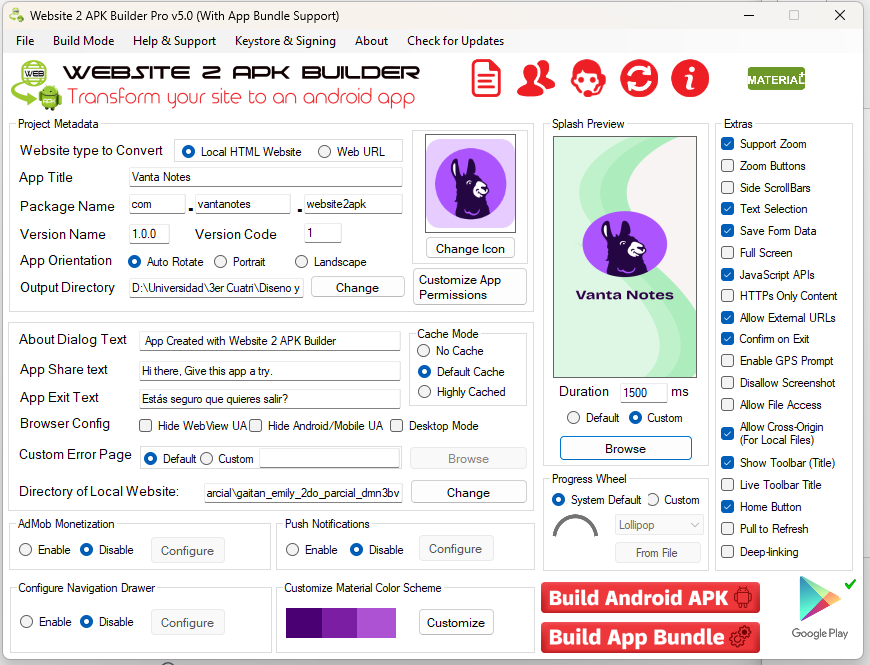 Website 2 APK Builder Pro v5.0 (With App Bundle Support)
File Build Mode Help & Support Keystore & Signing About Check for Updates
WEB
APK
WEBSITE 2 APK BUILDER
Transform your site to an android app
MATERIAL
Project Metadata
Website type to Convert Local HTML Website Web URL
App Title Vanta Notes
Package Name com . vantanotes . website2apk
Version Name 1.0.0 Version Code 1
App Orientation Auto Rotate Portrait Landscape
Output Directory D:\Universidad\3er Cuatri\Diseno y Change
Change Icon
Customize App
Permissions
About Dialog Text App Created with Website 2 APK Builder
App Share text Hi there, Give this app a try.
App Exit Text Estás seguro que quieres salir?
Browser Config Hide WebView UA Hide Android/Mobile UA Desktop Mode
Custom Error Page Default Custom Browse
Directory of Local Website: arcial\gaitan_emily_2do_parcial_dmn3bv Change
Cache Mode
No Cache
Default Cache
Highly Cached
AdMob Monetization
Enable Disable Configure
Push Notifications
Enable Disable Configure
Configure Navigation Drawer
Enable Disable Configure
Customize Material Color Scheme
Customize
Splash Preview
Vanta Notes
Duration 1500 ms
Default Custom
Browse
Progress Wheel
System Default Custom
Lollipop
From File
Extras
Support Zoom
Zoom Buttons
Side ScrollBars
Text Selection
Save Form Data
Full Screen
JavaScript APIs
HTTPs Only Content
Allow External URLs
Confirm on Exit
Enable GPS Prompt
Disallow Screenshot
Allow File Access
Allow Cross-Origin
(For Local Files)
Show Toolbar (Title)
Live Toolbar Title
Home Button
Pull to Refresh
Deep-linking
Build Android APK
Build App Bundle
Google Play